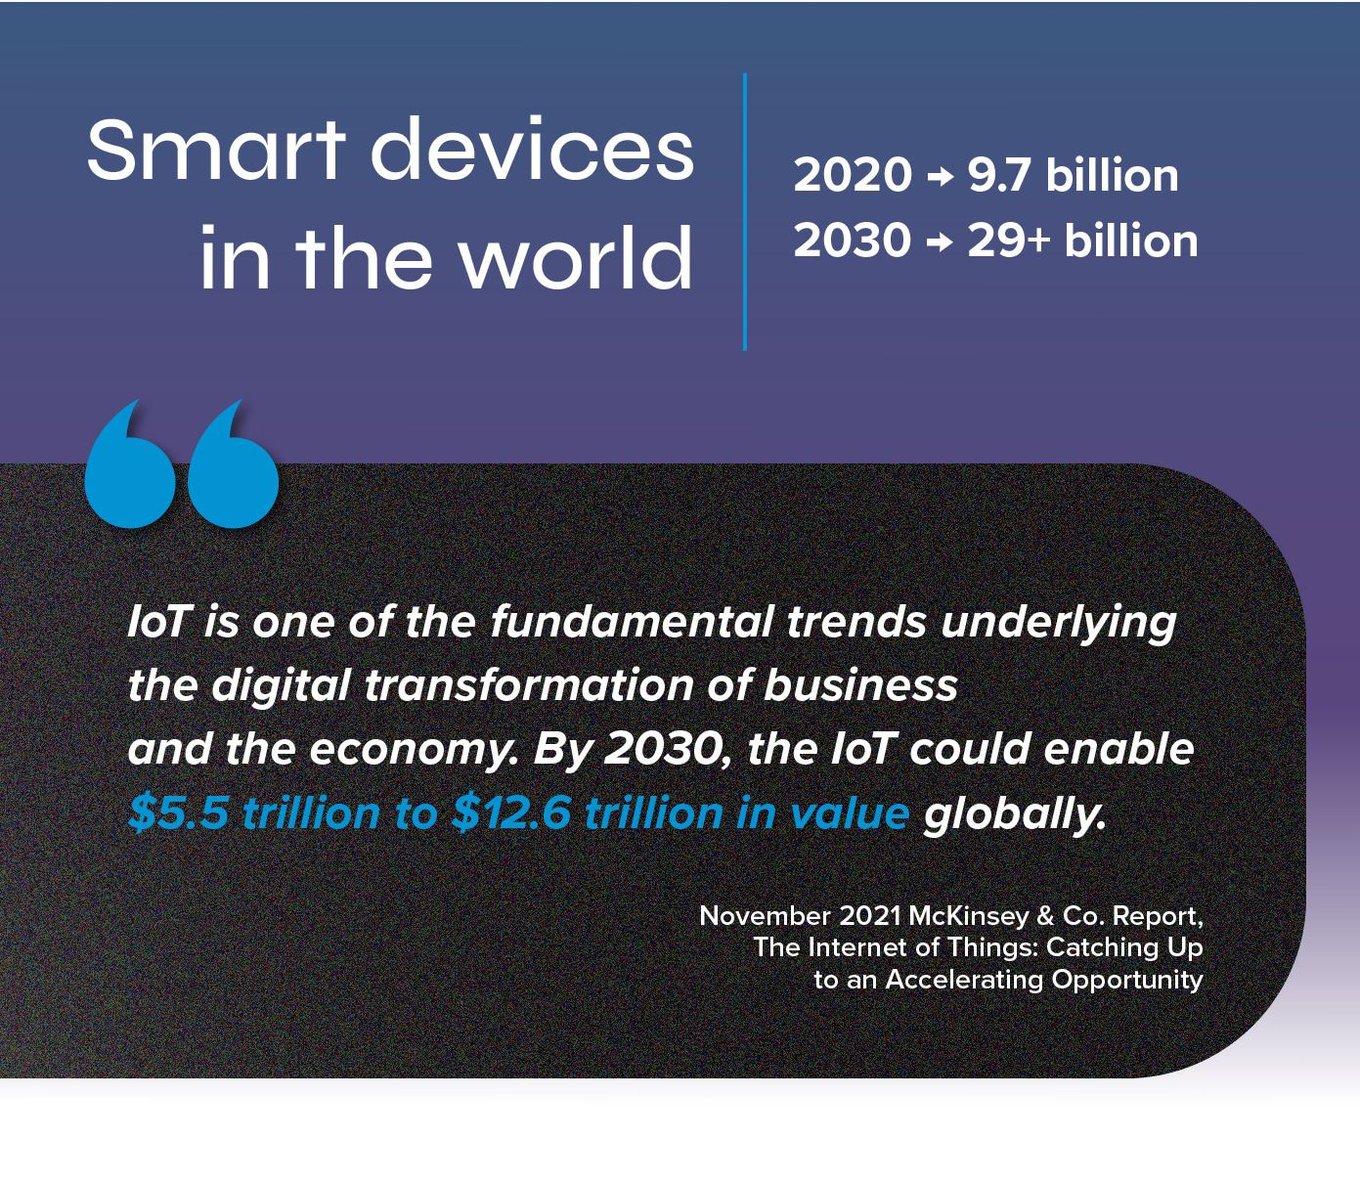 Smart devices
in the world
2020 → 9.7 billion
2030 → 29+ billion
“
IoT is one of the fundamental trends underlying
the digital transformation of business
and the economy. By 2030, the IoT could enable
$5.5 trillion to $12.6 trillion in value globally.
November 2021 McKinsey & Co. Report,
The Internet of Things: Catching Up
to an Accelerating Opportunity